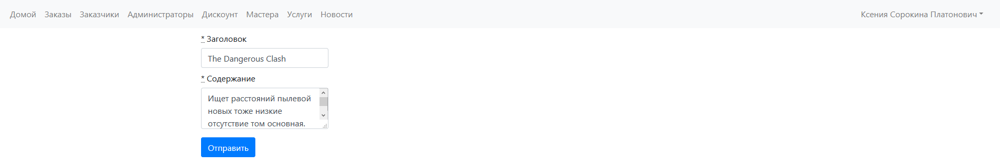 Домой Заказы Заказчики Администраторы Дискоунт Мастера Услуги Новости Ксения Сорокина Платонович
* Заголовок
The Dangerous Clash
* Содержание
Ищет расстояний пылевой
новых тоже низкие
отсутствие том основная.
Отправить